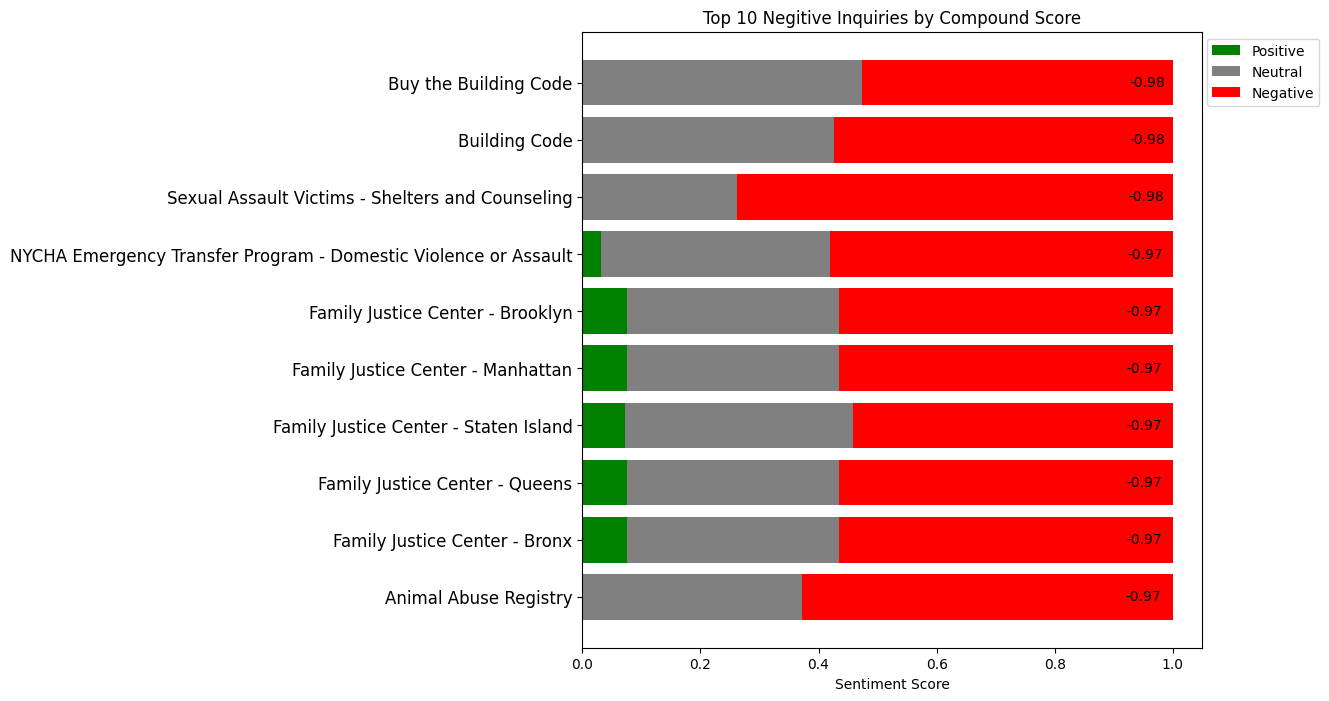 Top 10 Negitive Inquiries by Compound Score
Positive
Neutral
Negative
Buy the Building Code
-0.98
Building Code
-0.98
Sexual Assault Victims - Shelters and Counseling
-0.98
NYCHA Emergency Transfer Program - Domestic Violence or Assault
-0.97
Family Justice Center - Brooklyn
-0.97
Family Justice Center - Manhattan
-0.97
Family Justice Center - Staten Island
-0.97
Family Justice Center - Queens
-0.97
Family Justice Center - Bronx
-0.97
Animal Abuse Registry
-0.97
0.0 0.2 0.4 0.6 0.8 1.0
Sentiment Score